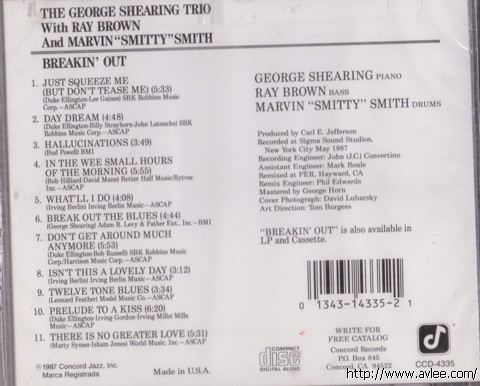 THE GEORGE SHEARING TRIO
With RAY BROWN
And MARVIN "SMITTY" SMITH
BREAKIN' OUT
1. JUST SQUEEZE ME
(BUT DON'T TEASE ME) (5:33)
(Duke Ellington-Lee Gaines) SBK Robbins Music
Corp.—ASCAP
2. DAY DREAM (4:48)
(Duke Ellington-Billy Strayhorn-John Latouche) SBK
Robbins Music Corp.—ASCAP
3. HALLUCINATIONS (3:49)
(Bud Powell) BMI
4. IN THE WEE SMALL HOURS
OF THE MORNING (5:55)
(Bob Hilliard-David Mann) Better Half Music/Rytvoc
Inc.—ASCAP
5. WHAT'LL I DO (4:08)
(Irving Berlin) Irving Berlin Music—ASCAP
6. BREAK OUT THE BLUES (4:44)
(George Shearing) Adam R. Levy & Father Ent., Inc—BMI
7. DON'T GET AROUND MUCH
ANYMORE (5:53)
(Duke Ellington-Bob Russell) SBK Robbins Music
Corp/Harrison Music Corp.—ASCAP
8. ISN'T THIS A LOVELY DAY (3:12)
(Irving Berlin) Irving Berlin Music—ASCAP
9. TWELVE TONE BLUES (3:34)
(Leonard Feather) Model Music Co—ASCAP
10. PRELUDE TO A KISS (6:20)
(Duke Ellington-Irving Gordon-Irving Mills) Mills
Music—ASCAP
11. THERE IS NO GREATER LOVE (5:31)
(Marty Symes-Isham Jones) World Music, Inc.—ASCAP
GEORGE SHEARING PIANO
RAY BROWN BASS
MARVIN "SMITTY" SMITH DRUMS
Produced by Carl E. Jefferson
Recorded at Sigma Sound Studios,
New York City May 1987
Recording Engineer: John (J.C.) Convertino
Assistant Engineer: Mark Roule
Remixed at PER, Hayward, CA
Remix Engineer: Phil Edwards
Mastered by George Horn
Cover Photograph: David Lubarsky
Art Direction: Tom Burgess
"BREAKIN' OUT" is also available in
LP and Cassette.
0 13431-4335-2 1
WRITE FOR
FREE CATALOG
Concord Records
PO. Box 845
Concord, CA 94522
CCD-4335
COMPACT
disc
DIGITAL AUDIO
©1987 Concord Jazz, Inc.
Marca Registrada
Made in U.S.A.
http://www.avlee.com/